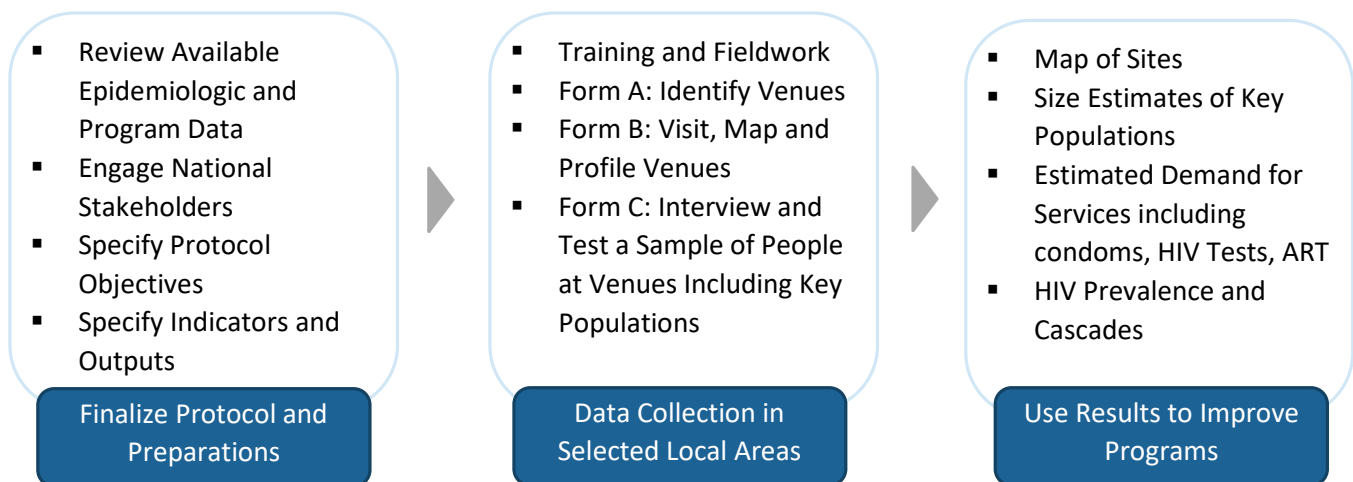 ▪ Review Available
Epidemiologic and
Program Data
▪ Engage National
Stakeholders
▪ Specify Protocol
Objectives
▪ Specify Indicators and
Outputs
Finalize Protocol and
Preparations
▪ Training and Fieldwork
▪ Form A: Identify Venues
▪ Form B: Visit, Map and
Profile Venues
▪ Form C: Interview and
Test a Sample of People
at Venues Including Key
Populations
Data Collection in
Selected Local Areas
▪ Map of Sites
▪ Size Estimates of Key
Populations
▪ Estimated Demand for
Services including
condoms, HIV Tests, ART
▪ HIV Prevalence and
Cascades
Use Results to Improve
Programs